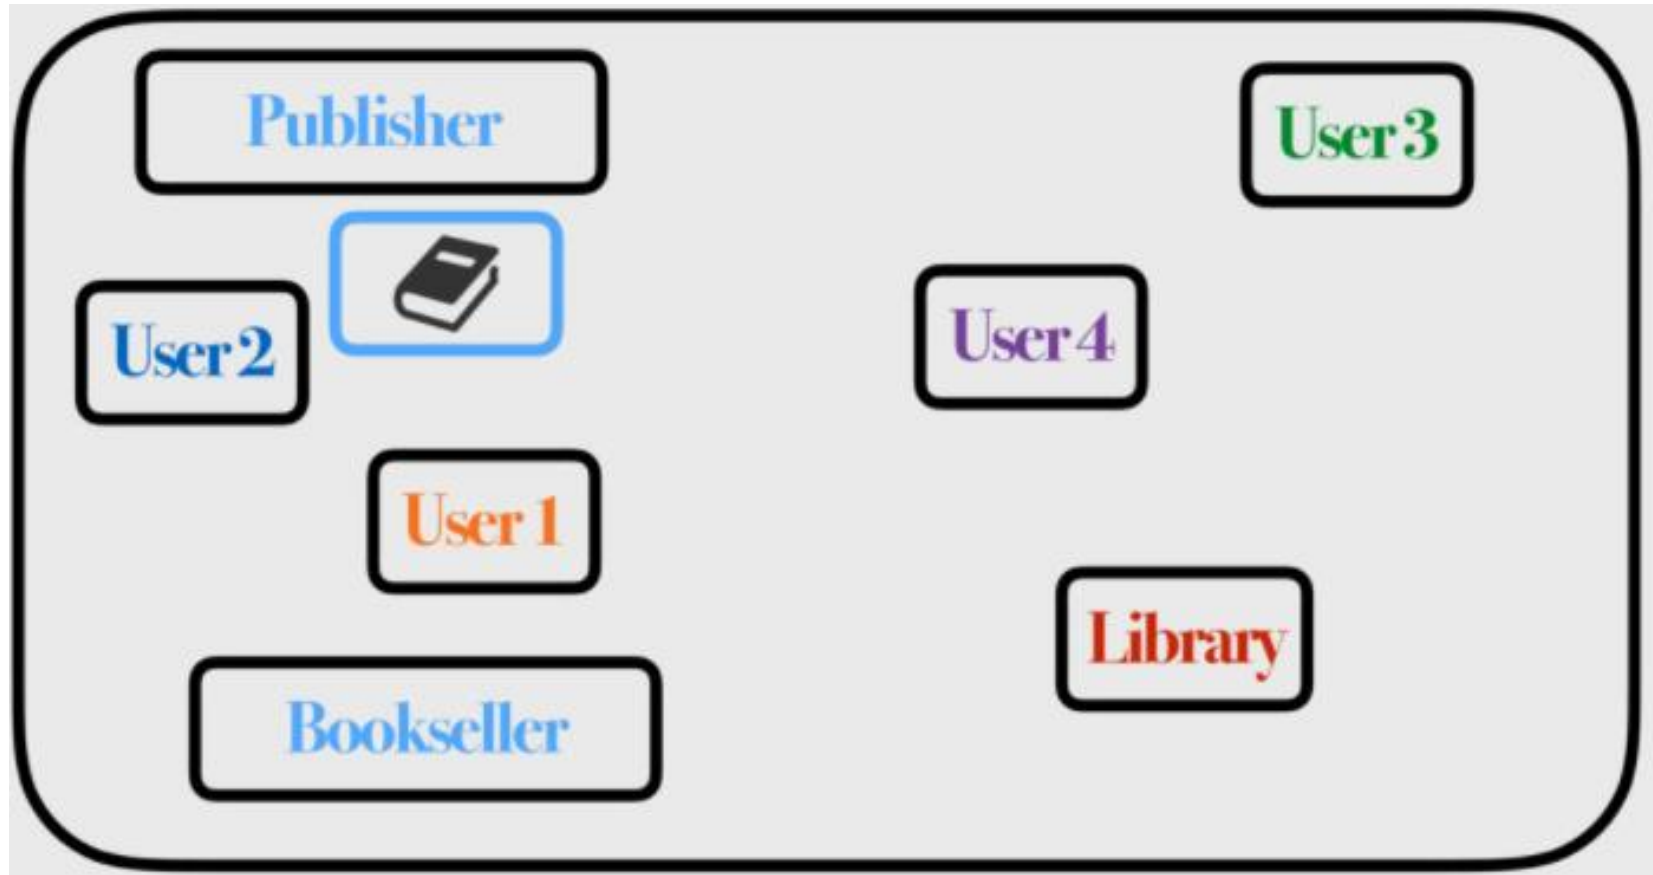 Publisher
User 3
User 2
User 4
User 1
Library
Bookseller